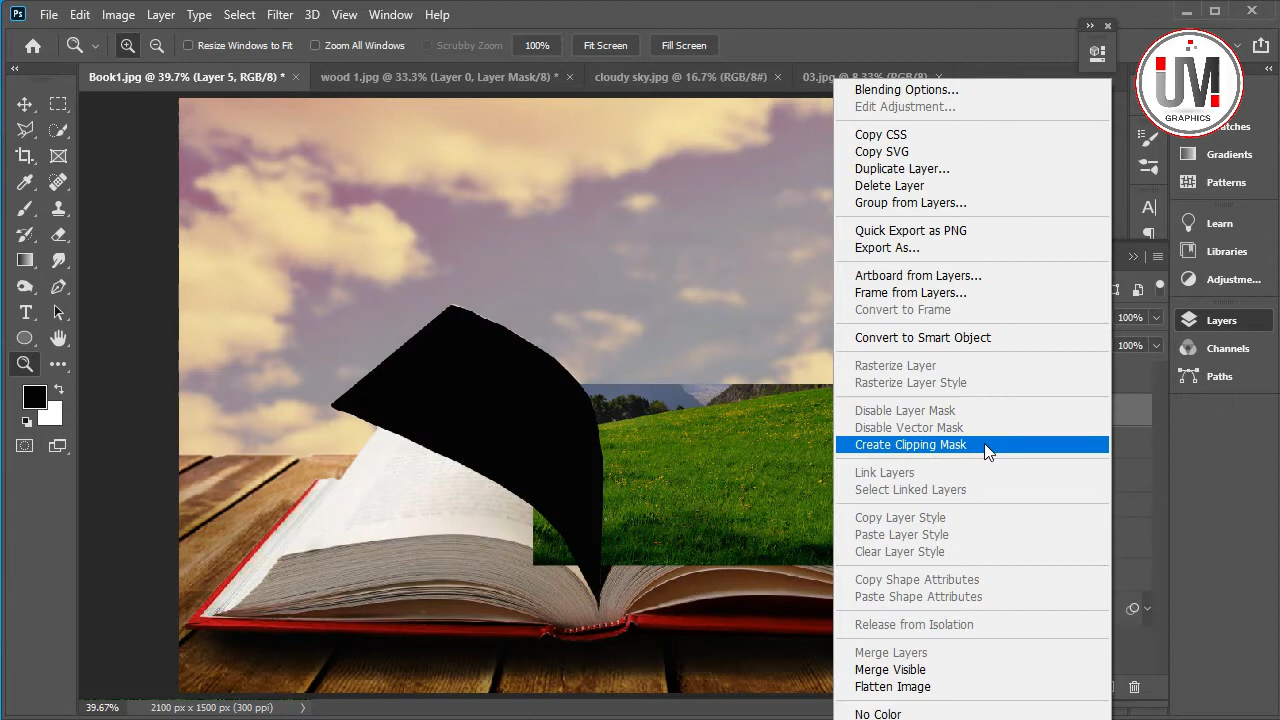 Ps File Edit Image Layer Type Select Filter 3D View Window Help
Resize Windows to Fit Zoom All Windows Scrubby Zoom 100% Fit Screen Fill Screen
Book1.jpg @ 39.7% (Layer 5, RGB/8) * wood 1.jpg @ 33.3% (Layer 0, Layer Mask/8) * cloudy sky.jpg @ 16.7% (RGB/8#) 03.jpg @ 8.33% (RGB/8)
UM
GRAPHICS
Blending Options...
Edit Adjustment...
Copy CSS
Copy SVG
Duplicate Layer...
Delete Layer
Group from Layers...
Quick Export as PNG
Export As...
Artboard from Layers...
Frame from Layers...
Convert to Frame
Convert to Smart Object
Rasterize Layer
Rasterize Layer Style
Disable Layer Mask
Disable Vector Mask
Create Clipping Mask
Link Layers
Select Linked Layers
Copy Layer Style
Paste Layer Style
Clear Layer Style
Copy Shape Attributes
Paste Shape Attributes
Release from Isolation
Merge Layers
Merge Visible
Flatten Image
No Color
100%
100%
Gradients
Patterns
Learn
Libraries
Adjustme...
Layers
Channels
Paths
39.67% 2100 px x 1500 px (300 ppi)